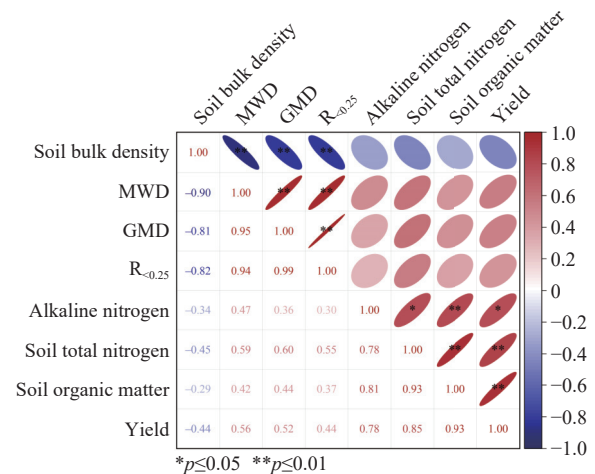 Soil bulk density
MWD
GMD
R<0.25
Alkaline nitrogen
Soil total nitrogen
Soil organic matter
Yield
Soil bulk density 1.00 ** ** **
MWD −0.90 1.00 ** **
GMD −0.81 0.95 1.00 **
R<0.25 −0.82 0.94 0.99 1.00
Alkaline nitrogen −0.34 0.47 0.36 0.30 1.00 * ** *
Soil total nitrogen −0.45 0.59 0.60 0.55 0.78 1.00 ** **
Soil organic matter −0.29 0.42 0.44 0.37 0.81 0.93 1.00 **
Yield −0.44 0.56 0.52 0.44 0.78 0.85 0.93 1.00
1.0
0.8
0.6
0.4
0.2
0
−0.2
−0.4
−0.6
−0.8
−1.0
*p≤0.05 **p≤0.01